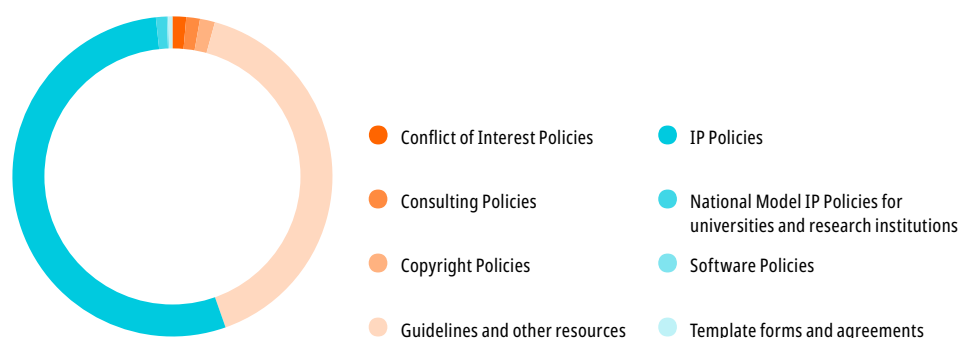 Conflict of Interest Policies
Consulting Policies
Copyright Policies
Guidelines and other resources
IP Policies
National Model IP Policies for
universities and research institutions
Software Policies
Template forms and agreements